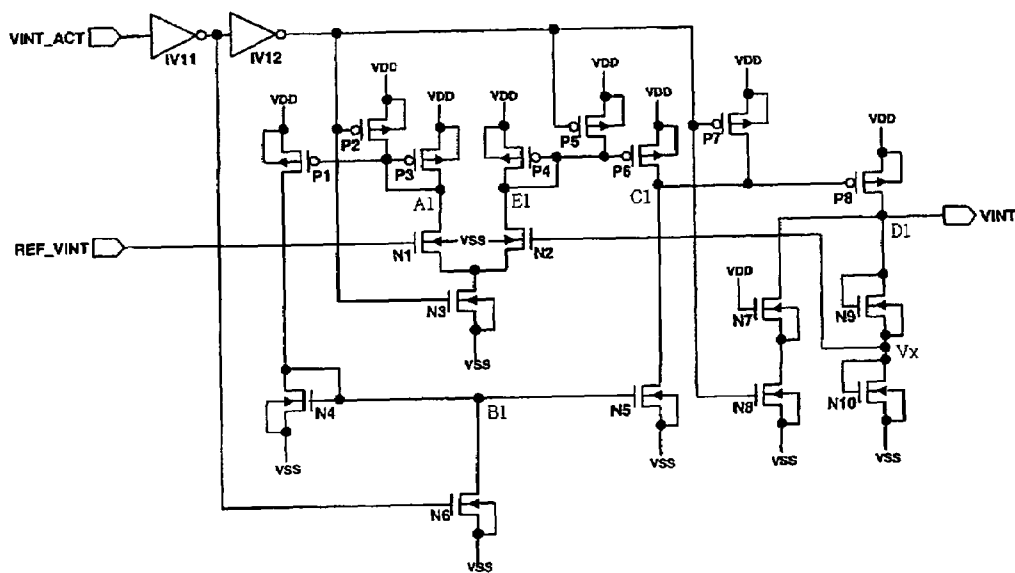 VINT_ACT
IV11
IV12
VDD
VDD
VDD
VDD
VDD
VDD
VDD
VDD
P1
P2
P3
P4
P5
P6
P7
P8
A1
E1
C1
D1
VINT
REF_VINT
N1
VSS
N2
N3
VSS
VDD
N7
N9
Vx
N4
B1
N5
N8
N10
VSS
VSS
VSS
VSS
N6
VSS